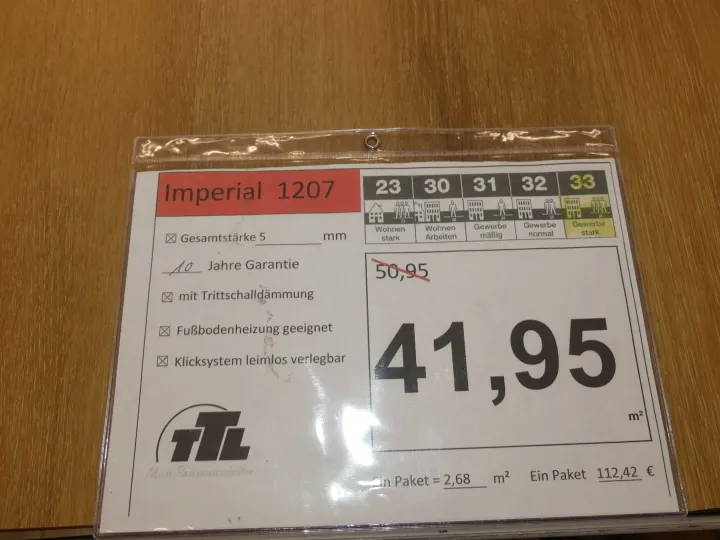 Imperial 1207
23 30 31 32 33
Wohnen stark
Wohnen Arbeiten
Gewerbe mäßig
Gewerbe normal
Gewerbe stark
☒ Gesamtstärke 5 mm
10 Jahre Garantie
☒ mit Trittschalldämmung
☒ Fußbodenheizung geeignet
☒ Klicksystem leimlos verlegbar
50,95
41,95
m²
TTL
Ein Paket = 2,68 m² Ein Paket 112,42 €